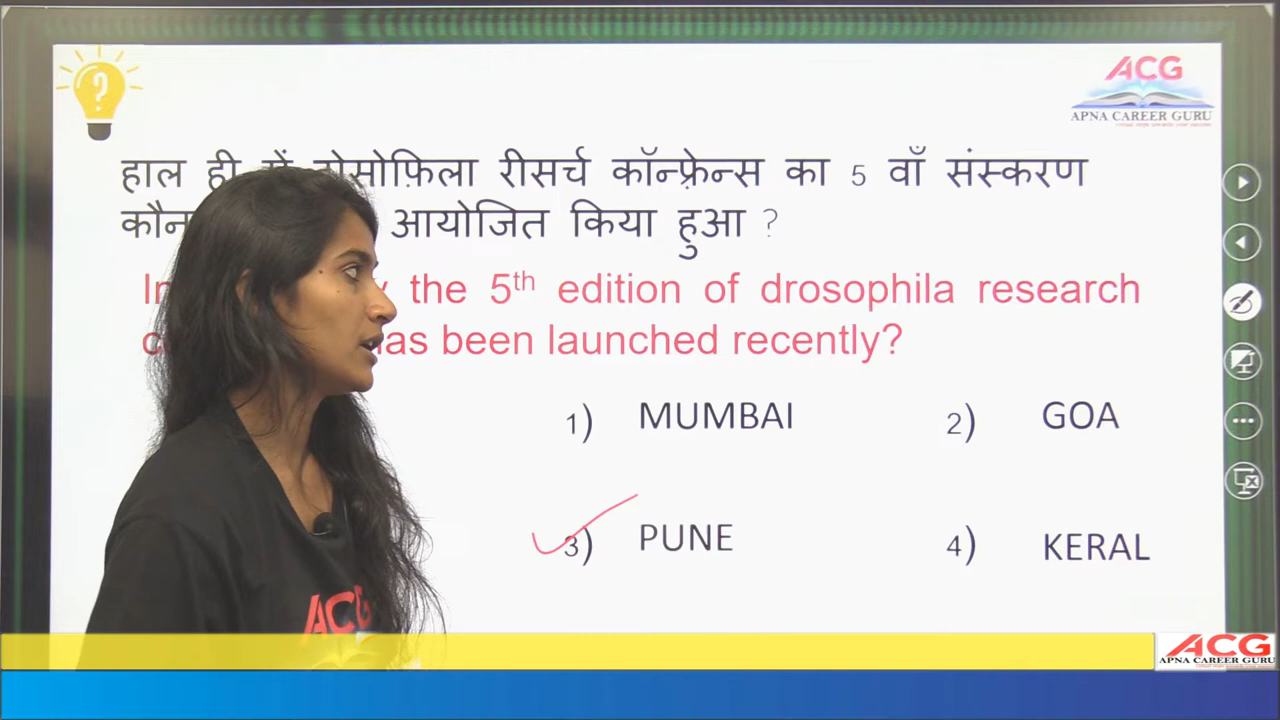 ACG
APNA CAREER GURU
हाल ही में रीसर्च कॉन्फ़्रेन्स का 5 वाँ संस्करण
आयोजित किया हुआ ?
the 5th edition of drosophila research
has been launched recently?
1) MUMBAI 2) GOA
3) PUNE 4) KERAL
ACG
ACG
APNA CAREER GURU